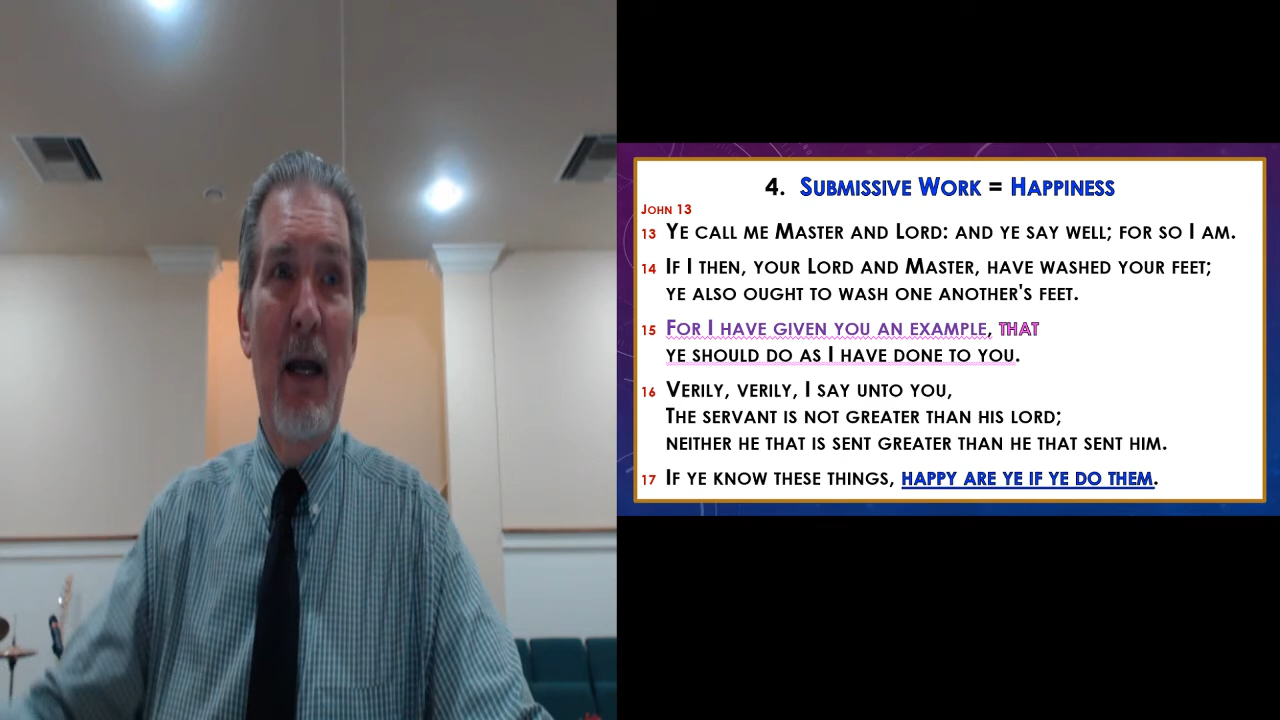 4. Submissive Work = Happiness
John 13
13 Ye call me Master and Lord: and ye say well; for so I am.
14 If I then, your Lord and Master, have washed your feet;
ye also ought to wash one another's feet.
15 For I have given you an example, that
ye should do as I have done to you.
16 Verily, verily, I say unto you,
The servant is not greater than his lord;
neither he that is sent greater than he that sent him.
17 If ye know these things, happy are ye if ye do them.